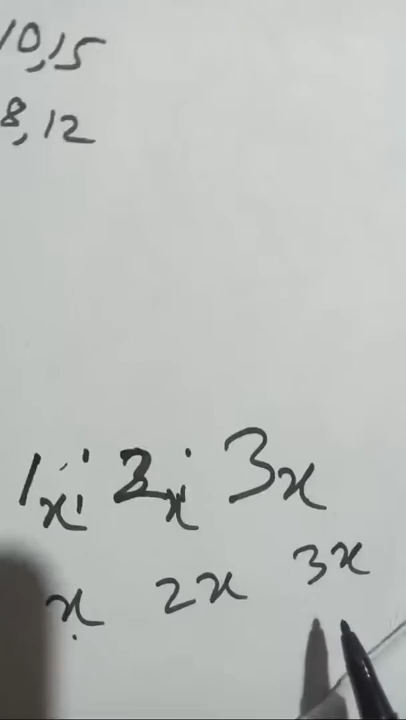 10,15
8,12
1x : 2x : 3x
x 2x 3x